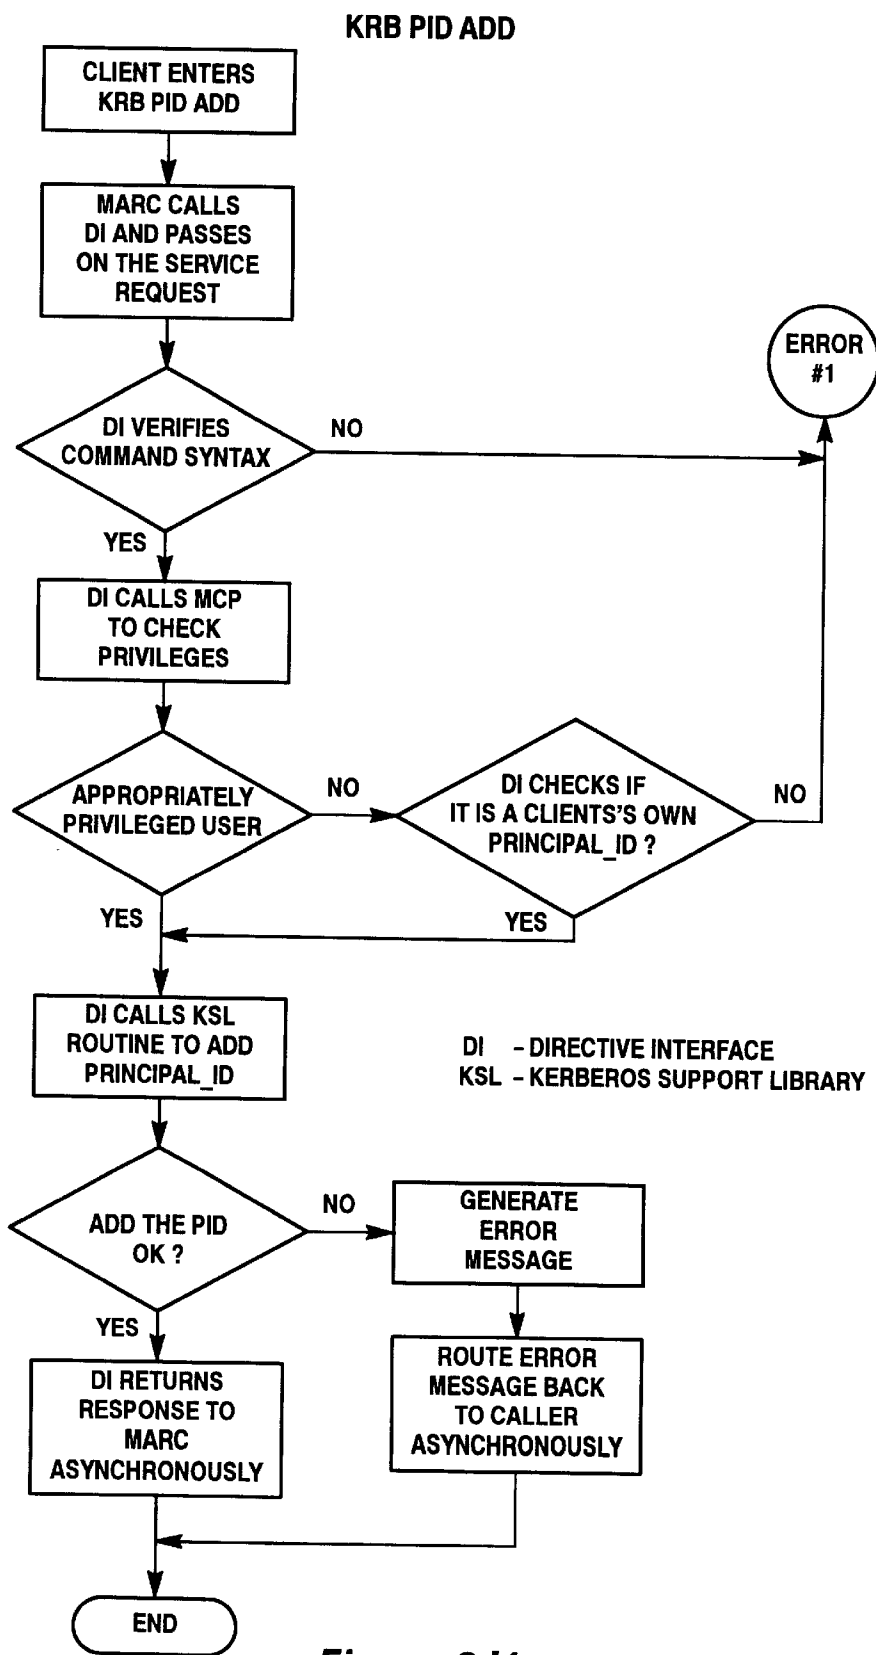 KRB PID ADD
CLIENT ENTERS
KRB PID ADD
MARC CALLS
DI AND PASSES
ON THE SERVICE
REQUEST
ERROR
#1
DI VERIFIES
COMMAND SYNTAX
NO
YES
DI CALLS MCP
TO CHECK
PRIVILEGES
APPROPRIATELY
PRIVILEGED USER
NO
DI CHECKS IF
IT IS A CLIENTS'S OWN
PRINCIPAL_ID ?
NO
YES
YES
DI CALLS KSL
ROUTINE TO ADD
PRINCIPAL_ID
DI – DIRECTIVE INTERFACE
KSL – KERBEROS SUPPORT LIBRARY
ADD THE PID
OK ?
NO
GENERATE
ERROR
MESSAGE
YES
DI RETURNS
RESPONSE TO
MARC
ASYNCHRONOUSLY
ROUTE ERROR
MESSAGE BACK
TO CALLER
ASYNCHRONOUSLY
END